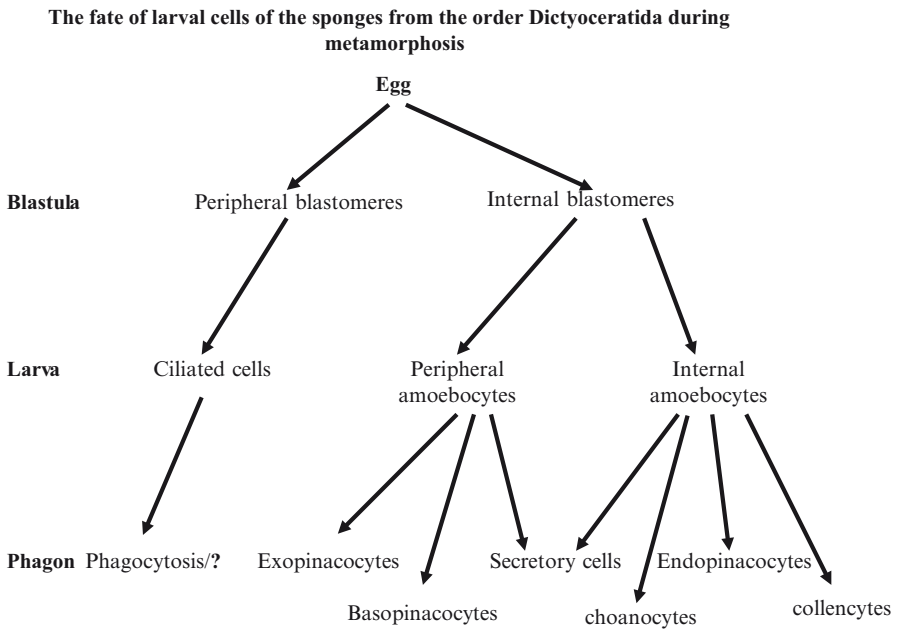 The fate of larval cells of the sponges from the order Dictyoceratida during
metamorphosis
Egg
Blastula Peripheral blastomeres Internal blastomeres
Larva Ciliated cells Peripheral amoebocytes Internal amoebocytes
Phagon Phagocytosis/? Exopinacocytes Secretory cells Endopinacocytes
Basopinacocytes choanocytes collencytes